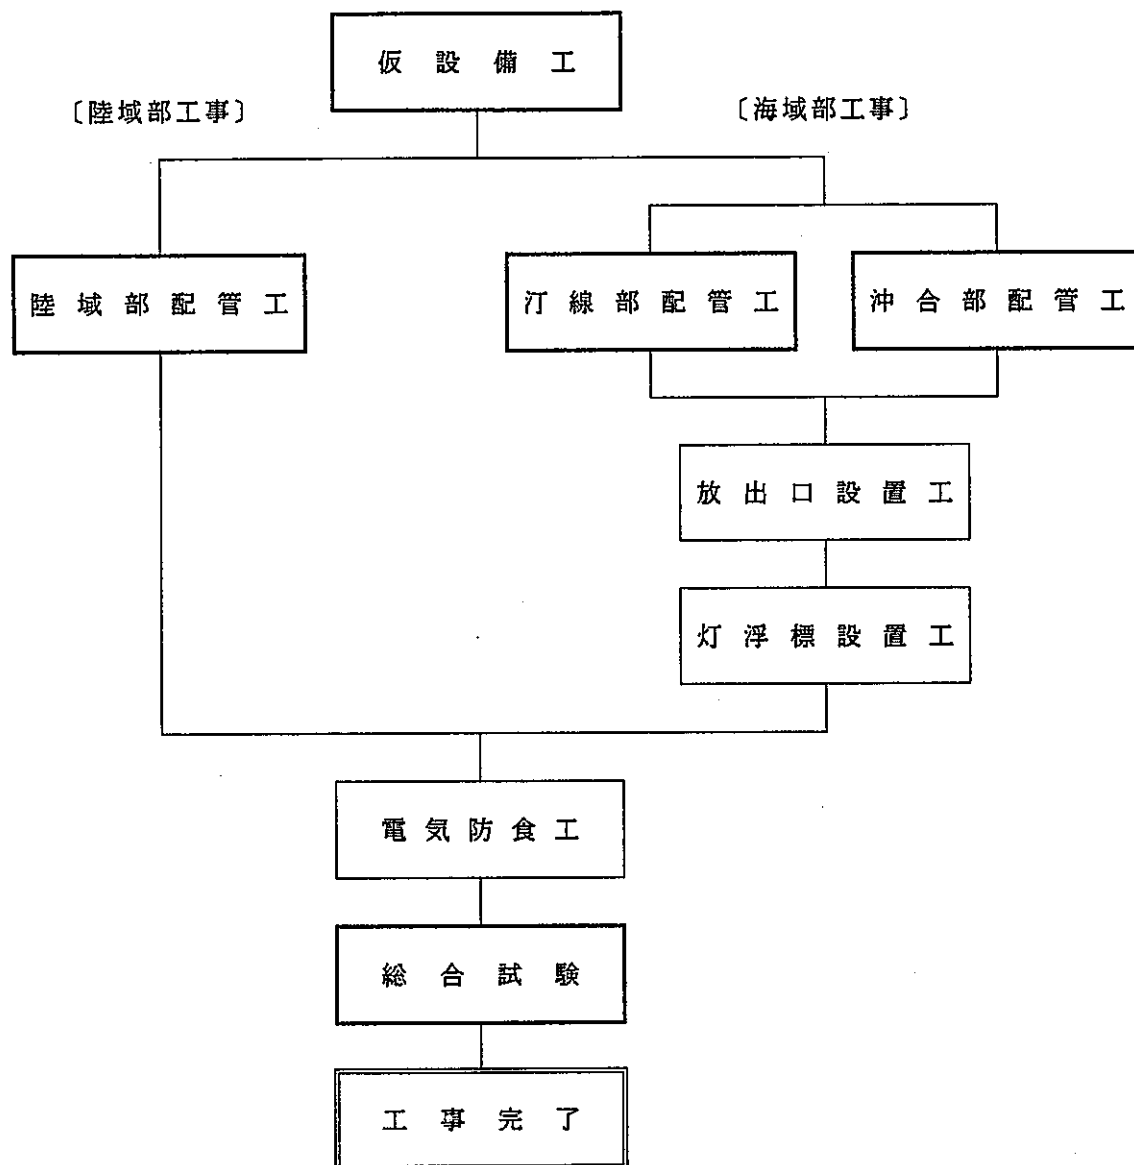 仮設備工
〔陸域部工事〕
〔海域部工事〕
陸域部配管工
汀線部配管工
沖合部配管工
放出口設置工
灯浮標設置工
電気防食工
総合試験
工事完了